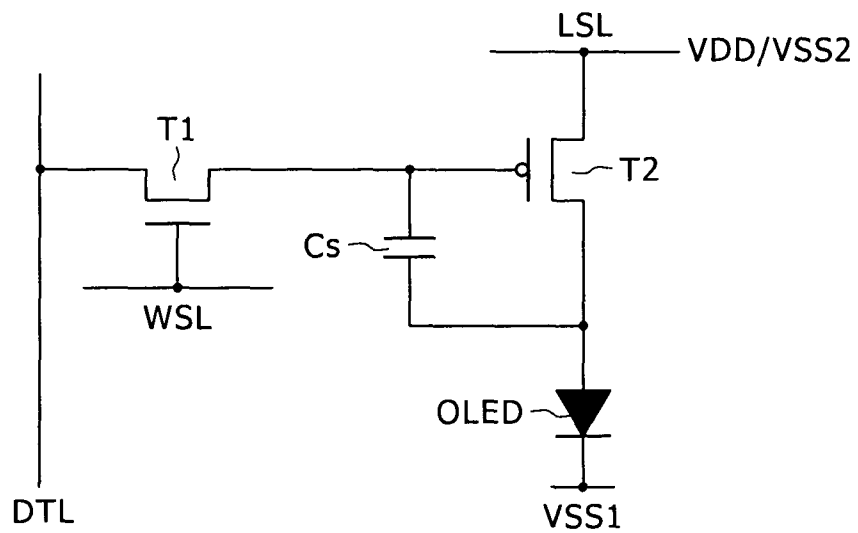 LSL
VDD/VSS2
T1
T2
Cs
WSL
OLED
DTL
VSS1